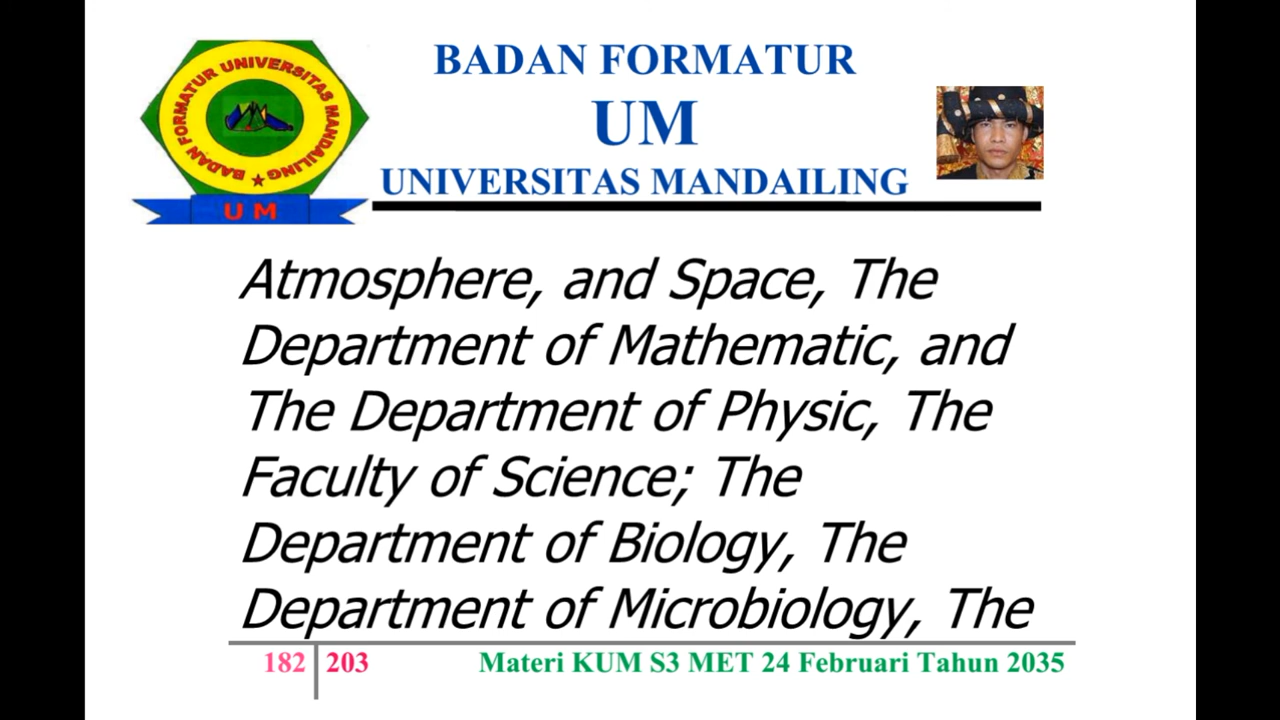 BADAN FORMATUR UNIVERSITAS MANDAILING
U M
BADAN FORMATUR
UM
UNIVERSITAS MANDAILING
Atmosphere, and Space, The
Department of Mathematic, and
The Department of Physic, The
Faculty of Science; The
Department of Biology, The
Department of Microbiology, The
182 203 Materi KUM S3 MET 24 Februari Tahun 2035